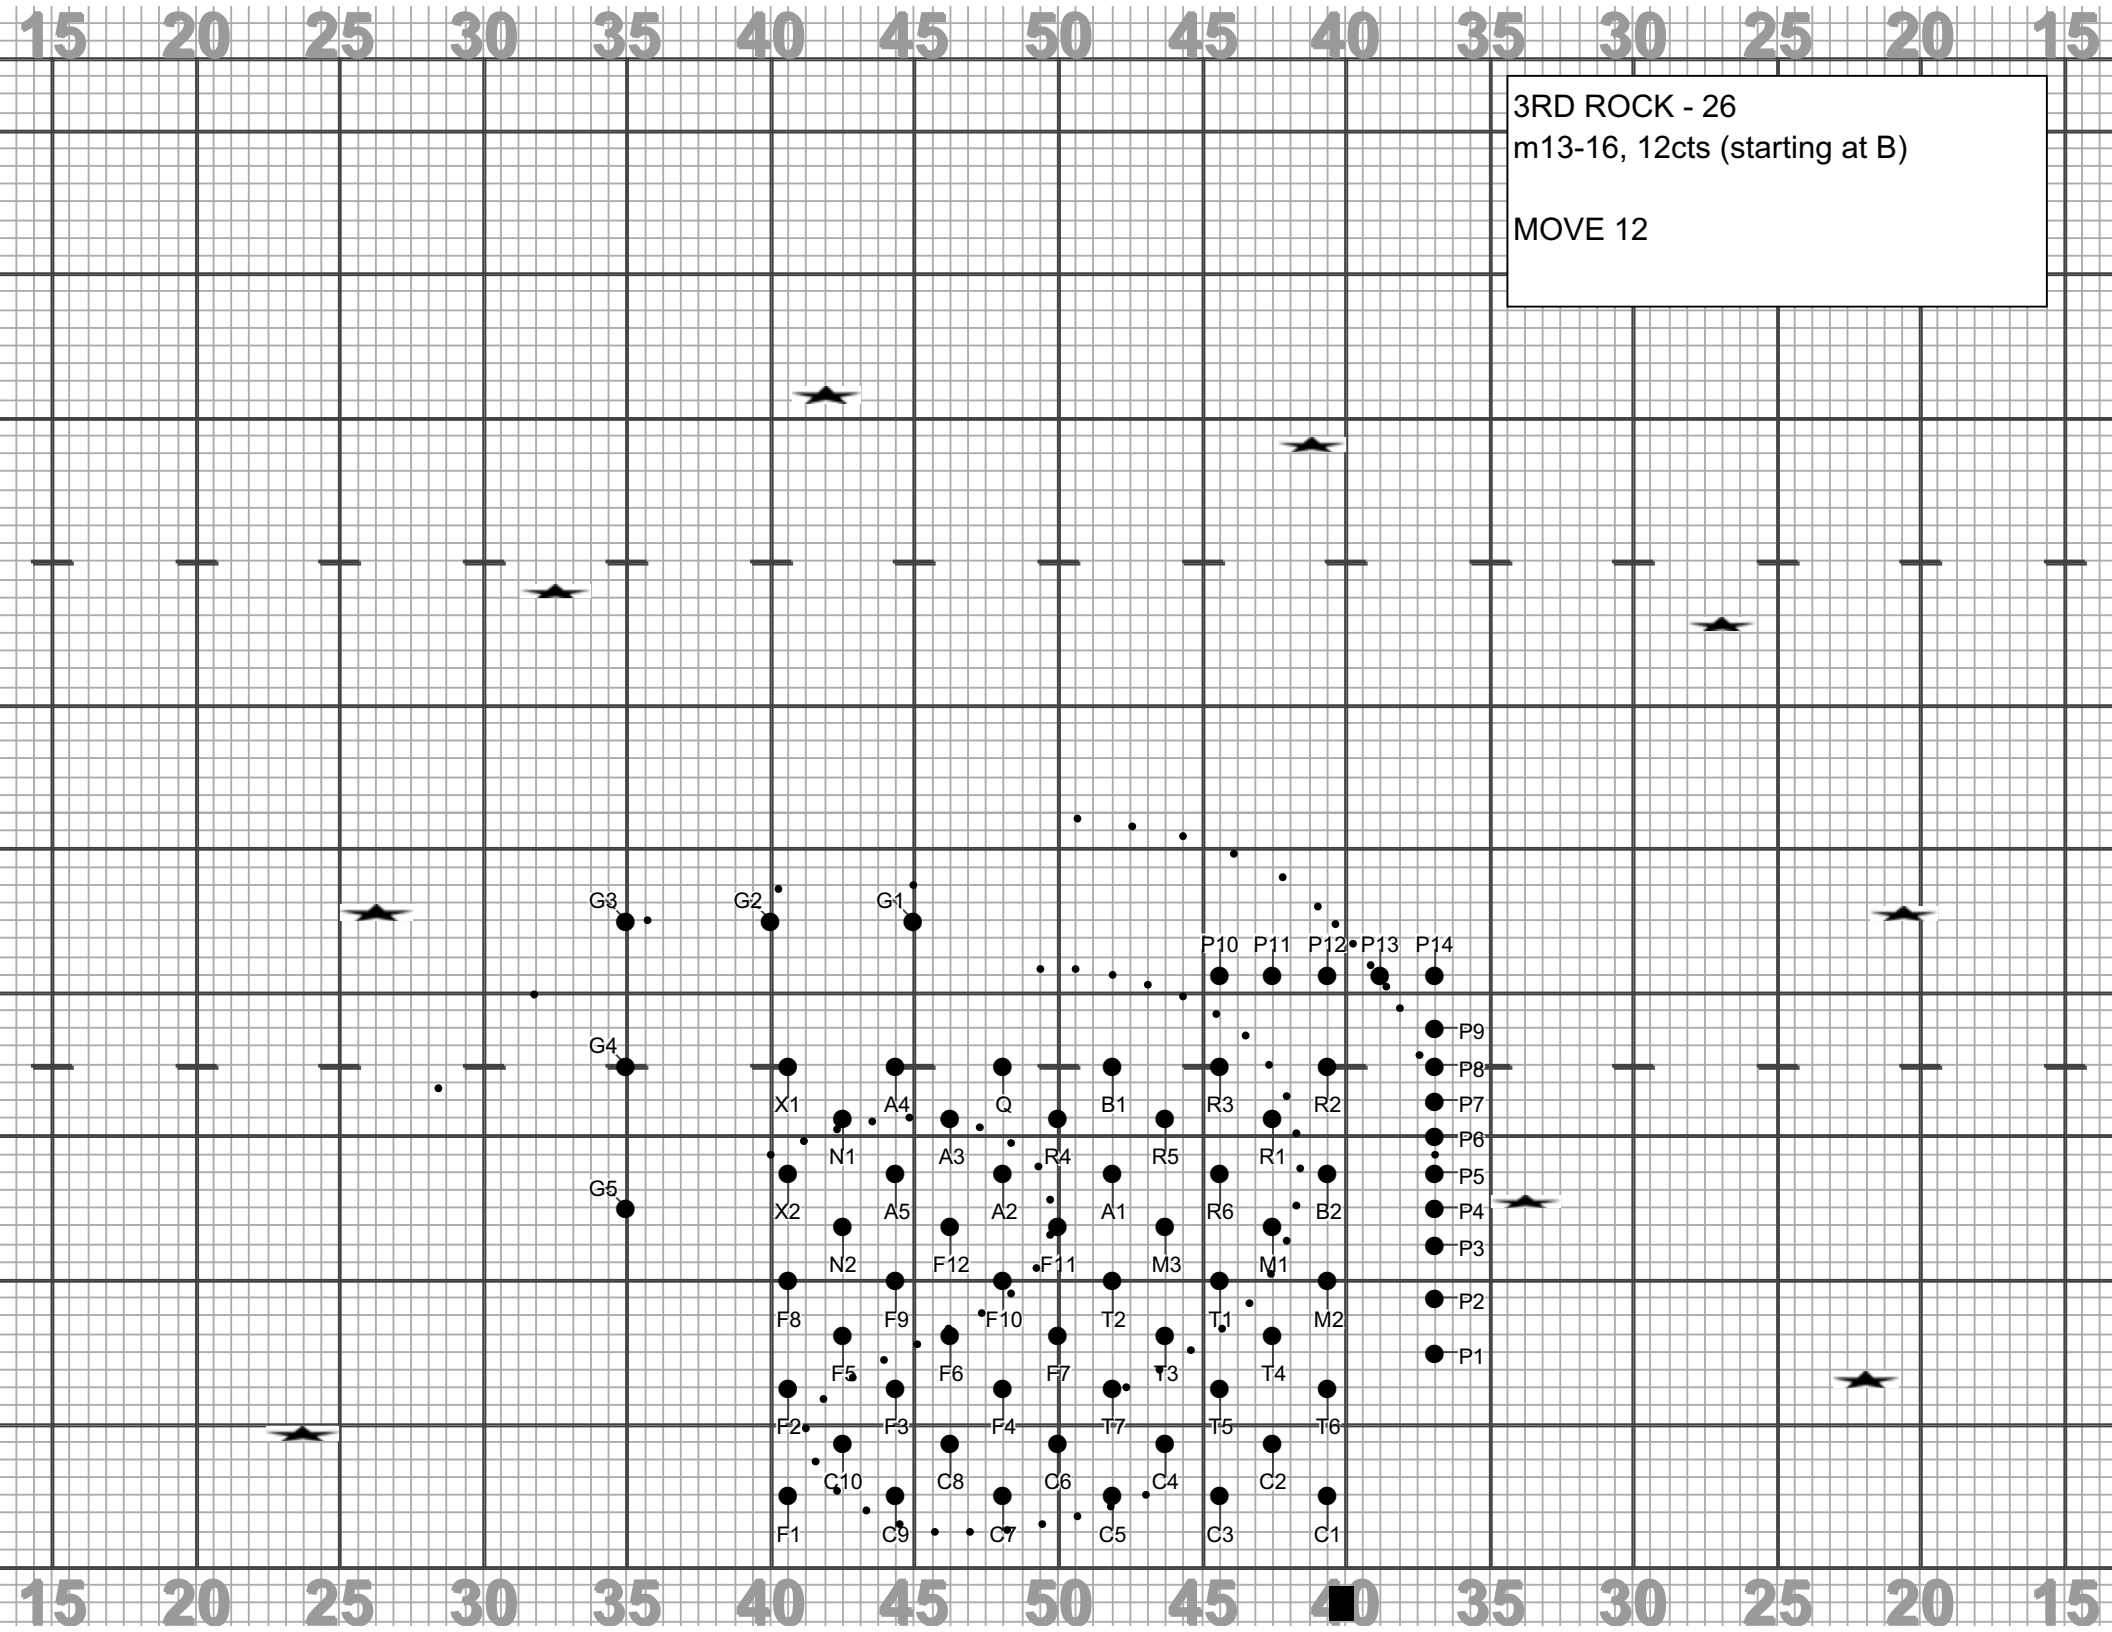 15 20 25 30 35 40 45 50 45 40 35 30 25 20 15
3RD ROCK - 26
m13-16, 12cts (starting at B)
MOVE 12
G3 G2 G1
P10 P11 P12 P13 P14
P9
G4
P8
X1 A4 Q B1 R3 R2
P7
P6
N1 A3 R4 R5 R1
P5
G5
X2 A5 A2 A1 R6 B2
P4
P3
N2 F12 F11 M3 M1
P2
F8 F9 F10 T2 T1 M2
P1
F5 F6 F7 T3 T4
F2 F3 F4 T7 T5 T6
C10 C8 C6 C4 C2
F1 C9 C7 C5 C3 C1
15 20 25 30 35 40 45 50 45 40 35 30 25 20 15